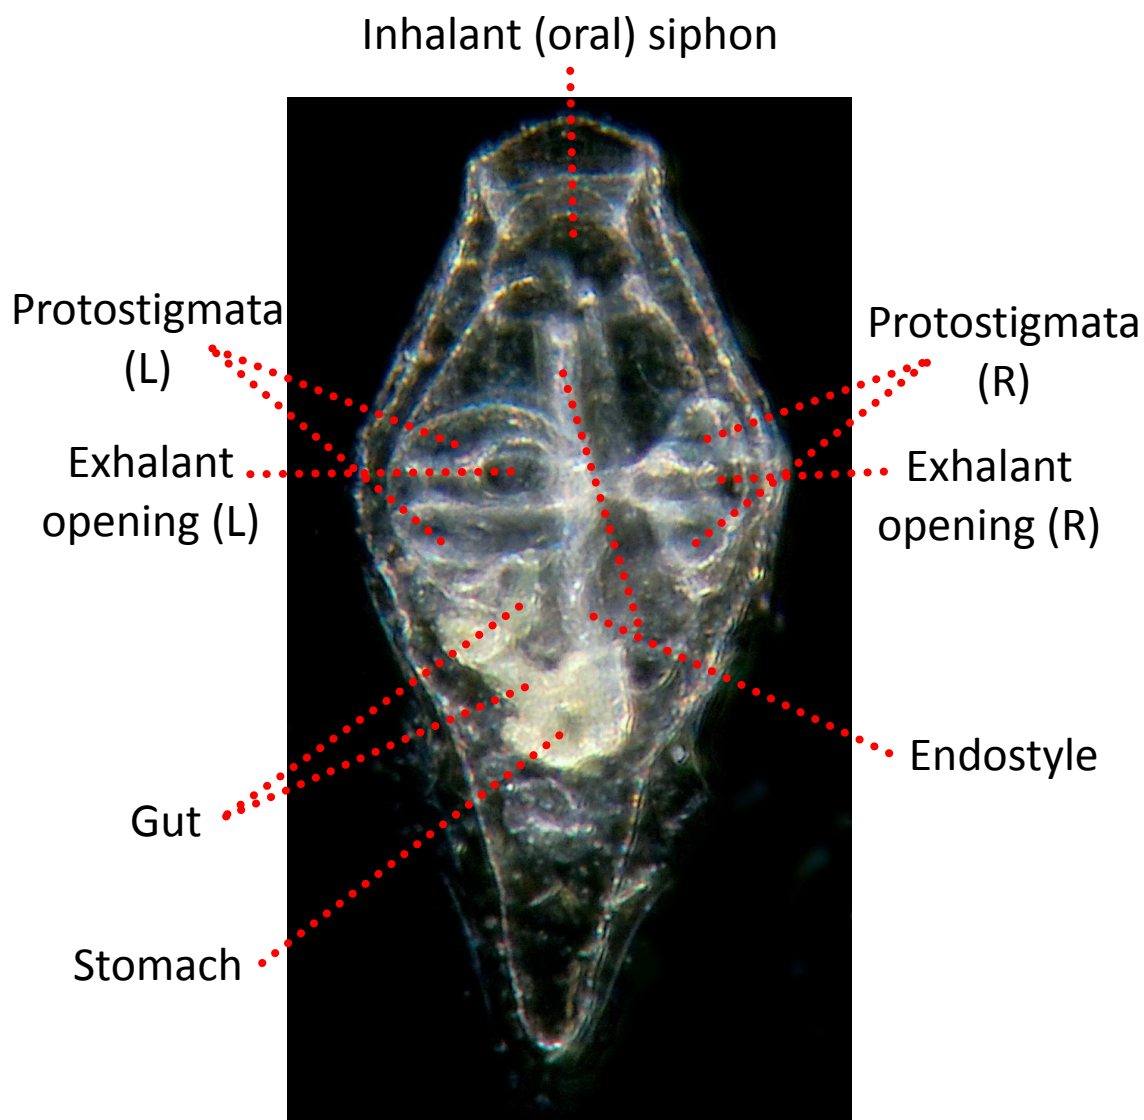 Inhalant (oral) siphon
Protostigmata
(L)
Protostigmata
(R)
Exhalant
opening (L)
Exhalant
opening (R)
Endostyle
Gut
Stomach